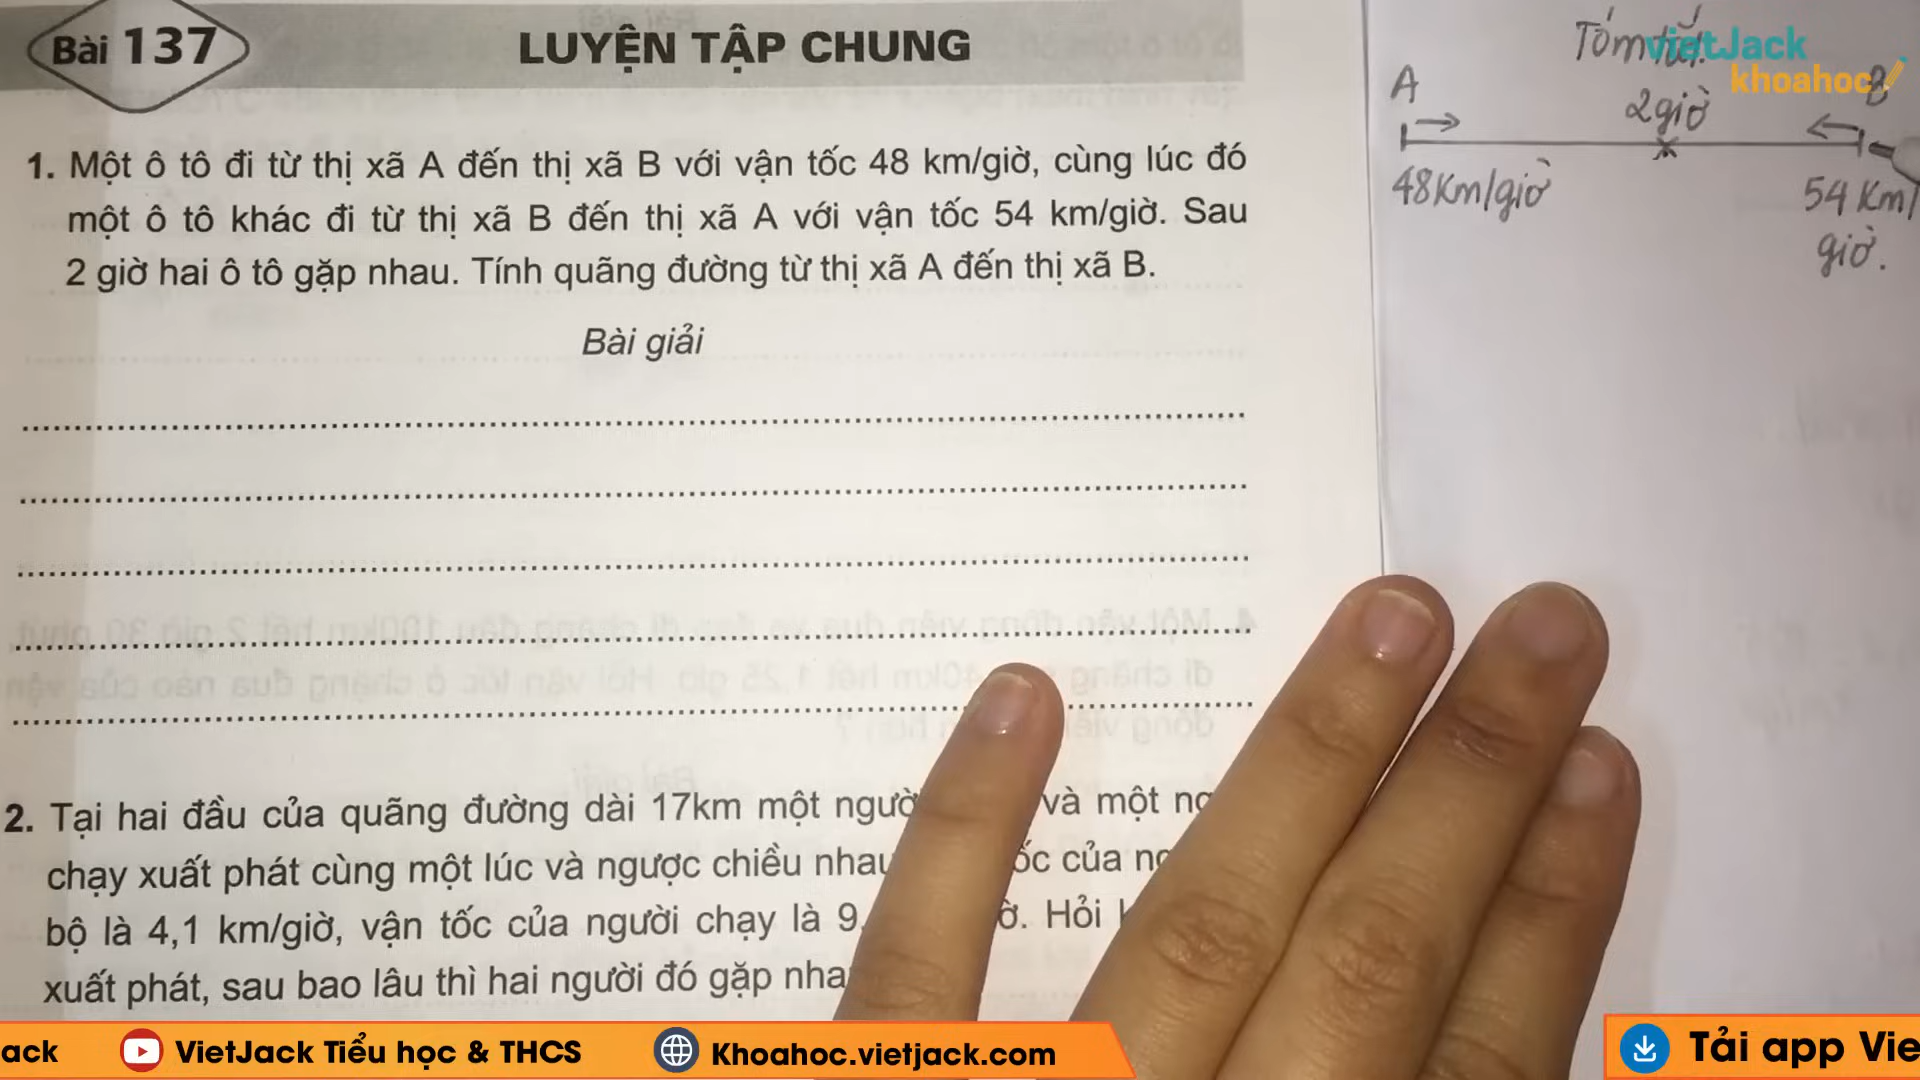 Bài 137
LUYỆN TẬP CHUNG
1. Một ô tô đi từ thị xã A đến thị xã B với vận tốc 48 km/giờ, cùng lúc đó
một ô tô khác đi từ thị xã B đến thị xã A với vận tốc 54 km/giờ. Sau
2 giờ hai ô tô gặp nhau. Tính quãng đường từ thị xã A đến thị xã B.
Bài giải
2. Tại hai đầu của quãng đường dài 17km một và một
chạy xuất phát cùng một lúc và ngược chiều nhau của
bộ là 4,1 km/giờ, vận tốc của người chạy là 9, Hỏi
xuất phát, sau bao lâu thì hai người đó gặp
Tóm tắt.
vietJack
khoahoc
A
2giờ
B
48Km/giờ
54 Km/
giờ.
ack
VietJack Tiểu học & THCS
Khoahoc.vietjack.com
Tải app Vie